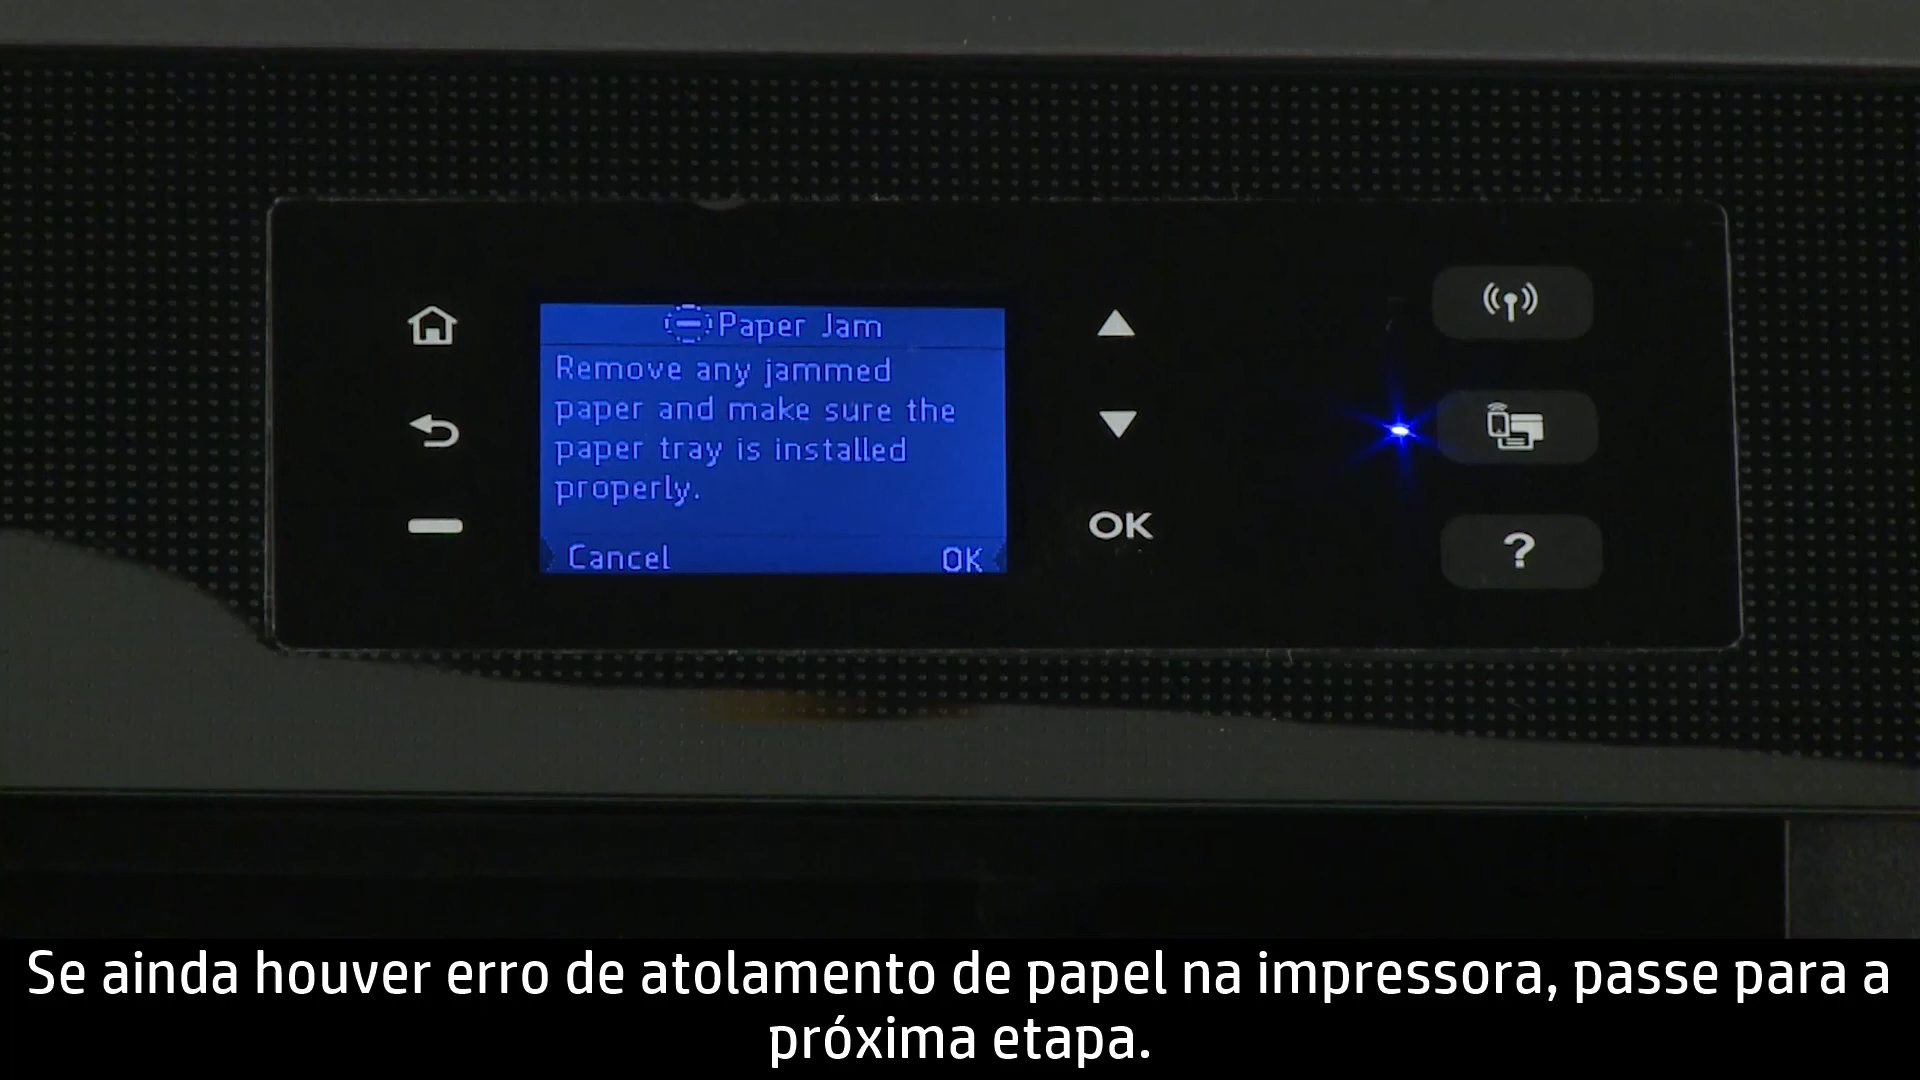 Paper Jam
Remove any jammed
paper and make sure the
paper tray is installed
properly.
Cancel OK
OK
?
Se ainda houver erro de atolamento de papel na impressora, passe para a
próxima etapa.